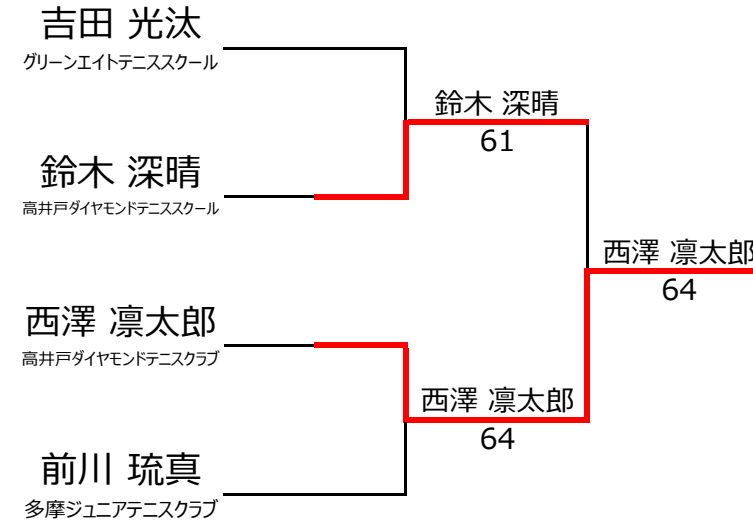 吉田 光汰
グリーンエイトテニススクール
鈴木 深晴
61
鈴木 深晴
高井戸ダイヤモンドテニススクール
西澤 凛太郎
64
西澤 凛太郎
高井戸ダイヤモンドテニスクラブ
西澤 凛太郎
64
前川 琉真
多摩ジュニアテニスクラブ